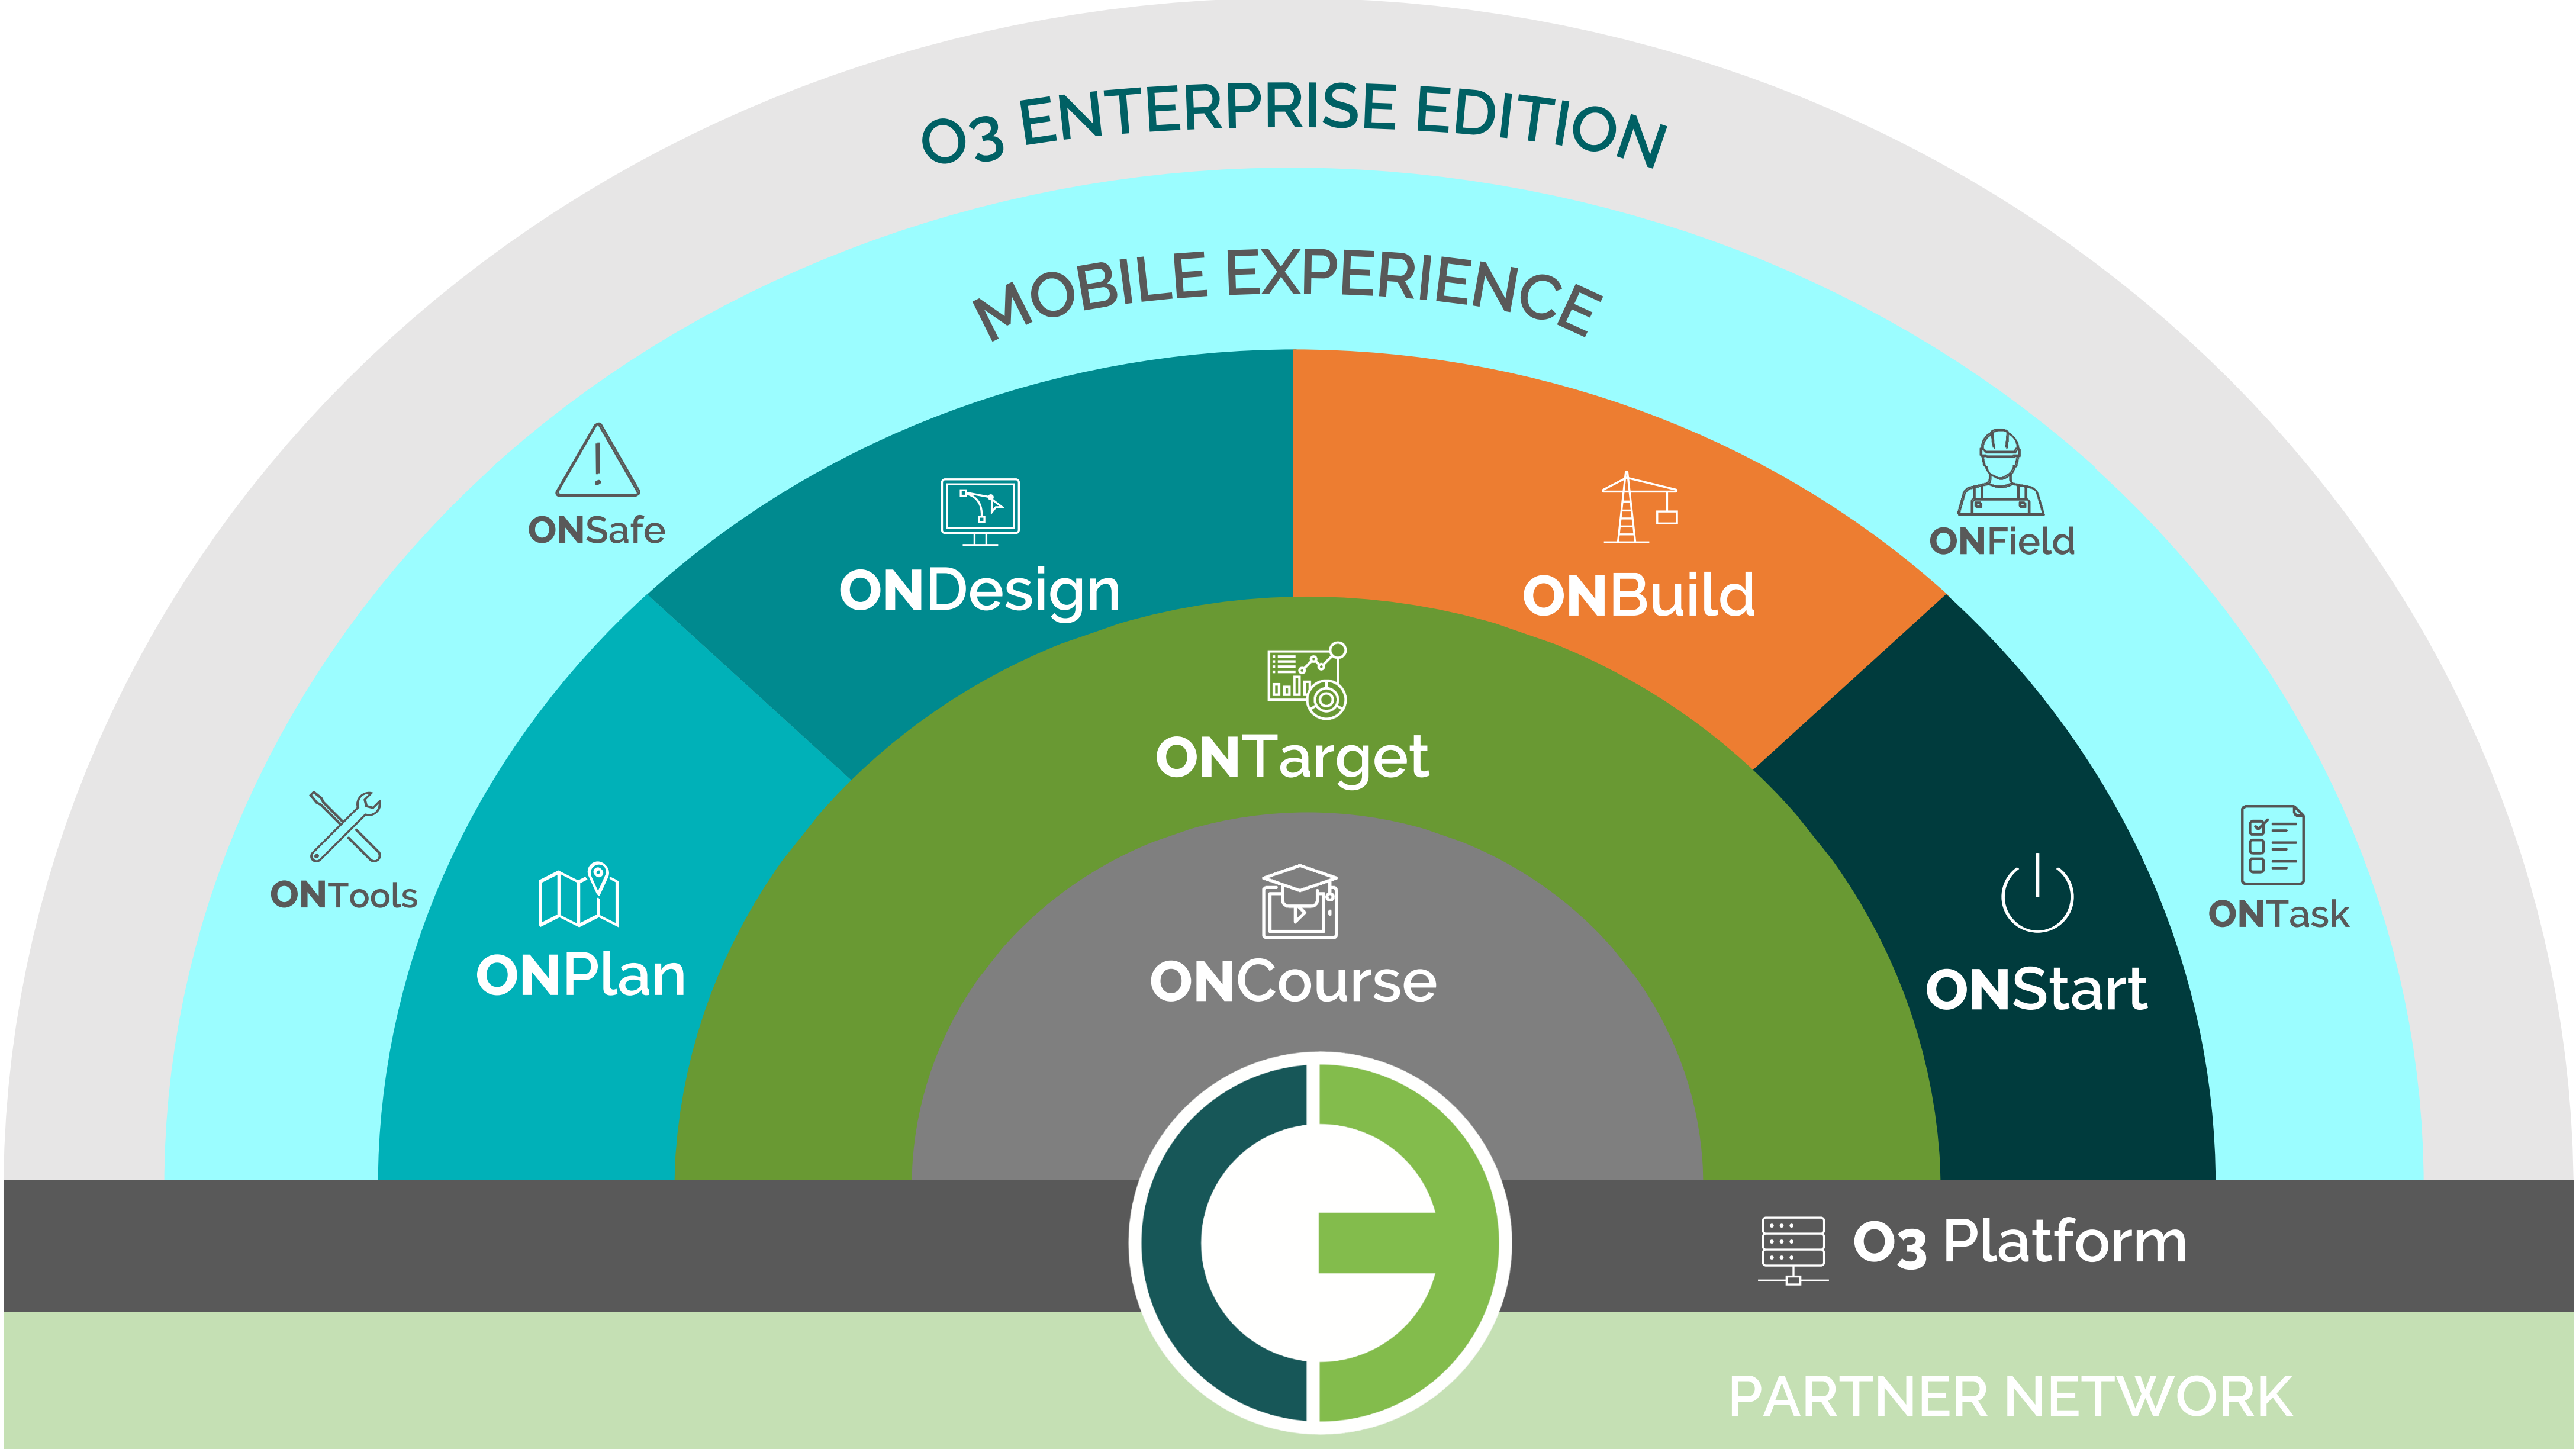 O3 ENTERPRISE EDITION
MOBILE EXPERIENCE
ONSafe
ONField
ONDesign
ONBuild
ONTarget
ONTools
ONTask
ONPlan
ONCourse
ONStart
O3 Platform
PARTNER NETWORK